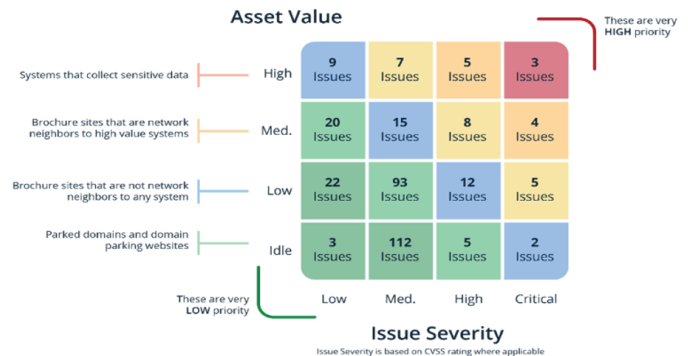 Asset Value
These are very
HIGH priority
Systems that collect sensitive data
High
9
Issues
7
Issues
5
Issues
3
Issues
Brochure sites that are network
neighbors to high value systems
Med.
20
Issues
15
Issues
8
Issues
4
Issues
Brochure sites that are not network
neighbors to any system
Low
22
Issues
93
Issues
12
Issues
5
Issues
Parked domains and domain
parking websites
Idle
3
Issues
112
Issues
5
Issues
2
Issues
These are very
LOW priority
Low
Med.
High
Critical
Issue Severity
Issue Severity is based on CVSS rating where applicable